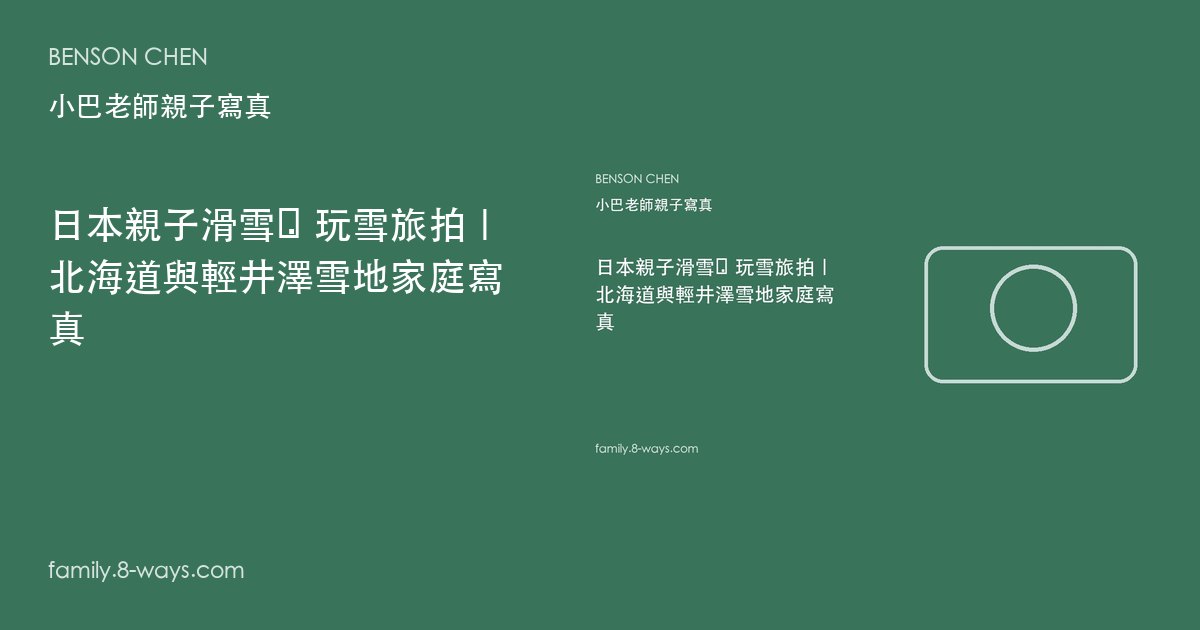 BENSON CHEN
小巴老師親子寫真
日本親子滑雪 玩雪旅拍|
北海道與輕井澤雪地家庭寫
真
family.8-ways.com
BENSON CHEN
小巴老師親子寫真
日本親子滑雪 玩雪旅拍|
北海道與輕井澤雪地家庭寫
真
family.8-ways.com